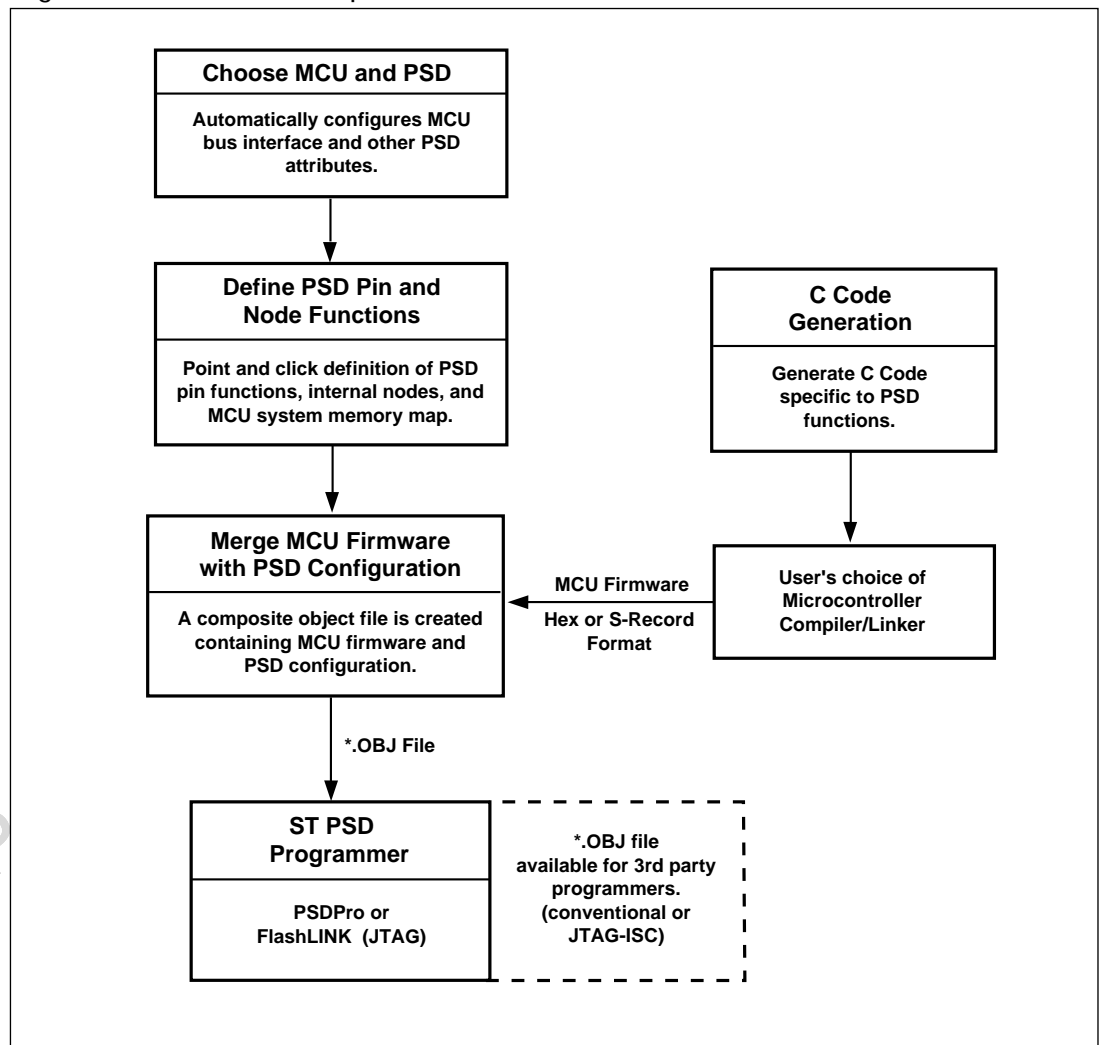 Choose MCU and PSD
Automatically configures MCU
bus interface and other PSD
attributes.
Define PSD Pin and
Node Functions
Point and click definition of PSD
pin functions, internal nodes, and
MCU system memory map.
C Code
Generation
Generate C Code
specific to PSD
functions.
Merge MCU Firmware
with PSD Configuration
A composite object file is created
containing MCU firmware and
PSD configuration.
MCU Firmware
Hex or S-Record
Format
User's choice of
Microcontroller
Compiler/Linker
*.OBJ File
ST PSD
Programmer
PSDPro or
FlashLINK (JTAG)
*.OBJ file
available for 3rd party
programmers.
(conventional or
JTAG-ISC)